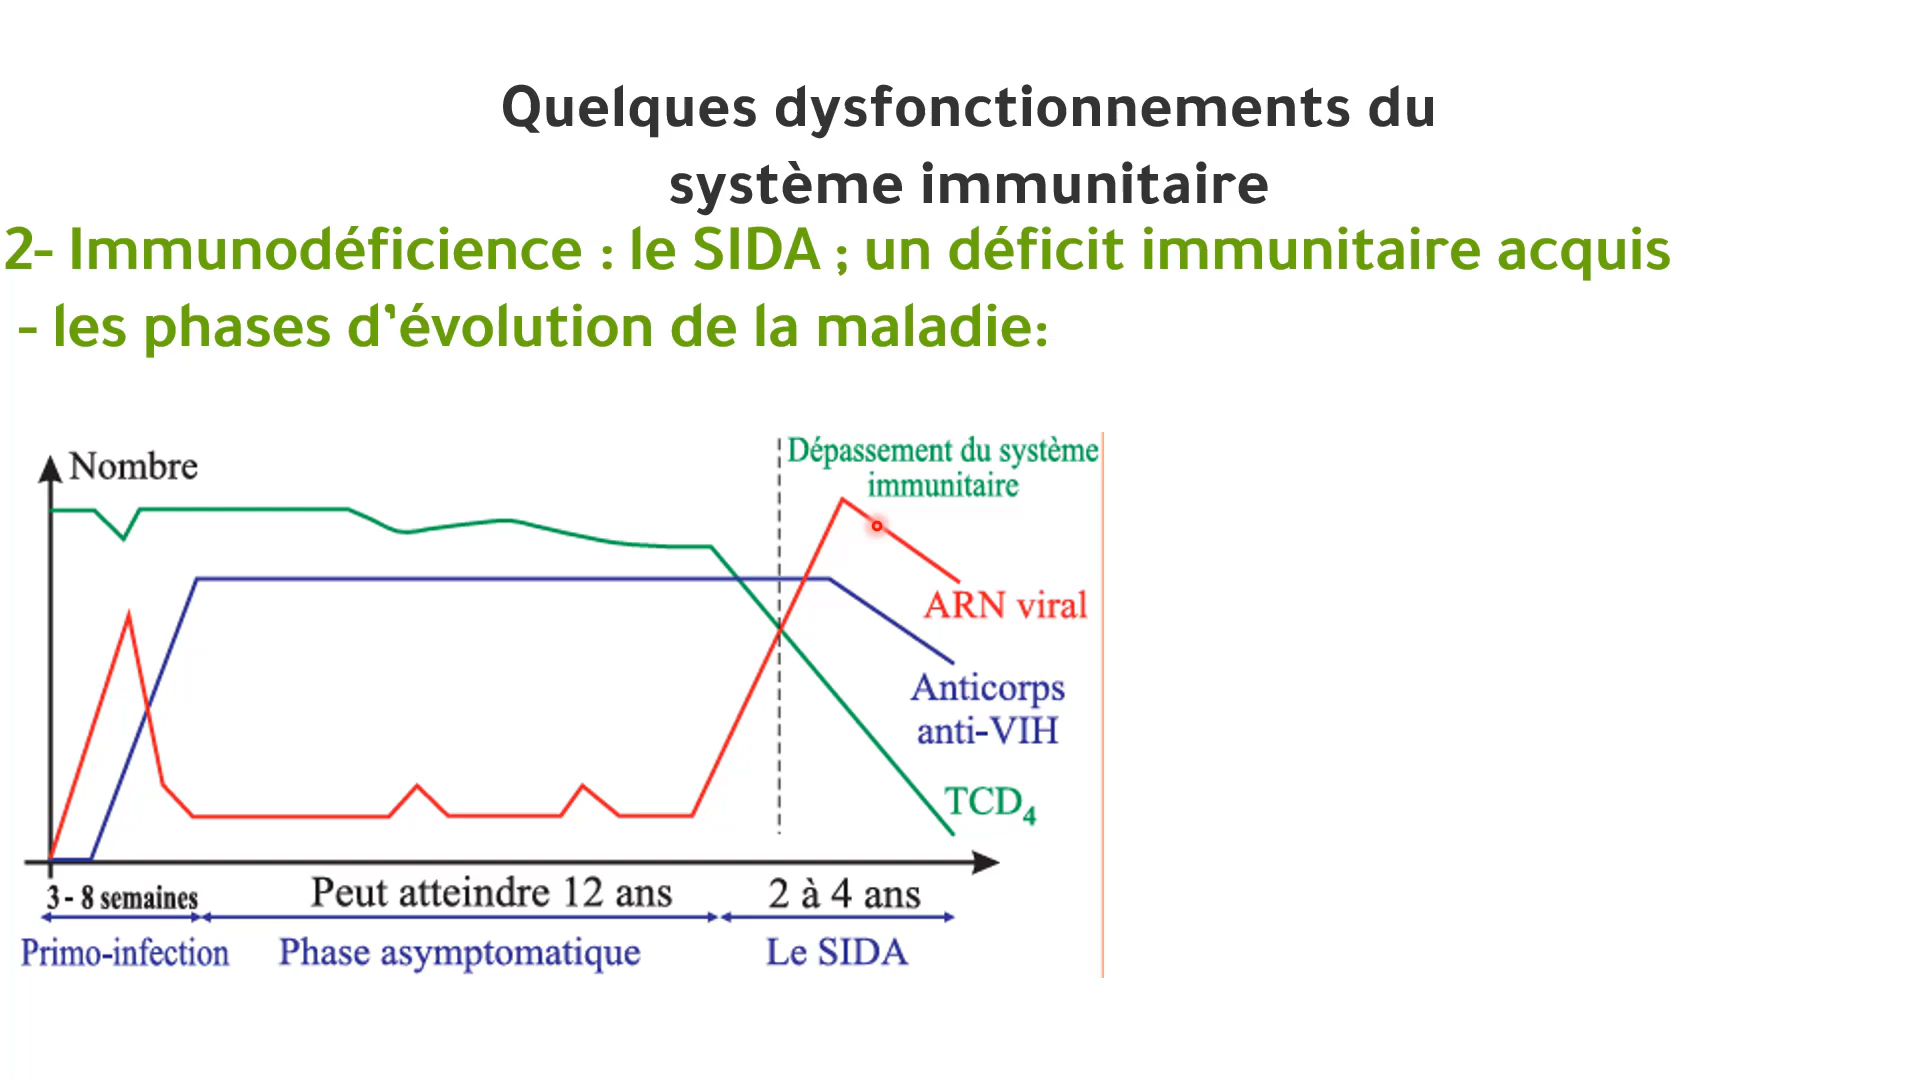 Quelques dysfonctionnements du
système immunitaire
2- Immunodéficience : le SIDA ; un déficit immunitaire acquis
- les phases d’évolution de la maladie:
Nombre
Dépassement du système
immunitaire
ARN viral
Anticorps
anti-VIH
TCD₄
3 - 8 semaines
Peut atteindre 12 ans
2 à 4 ans
Primo-infection
Phase asymptomatique
Le SIDA